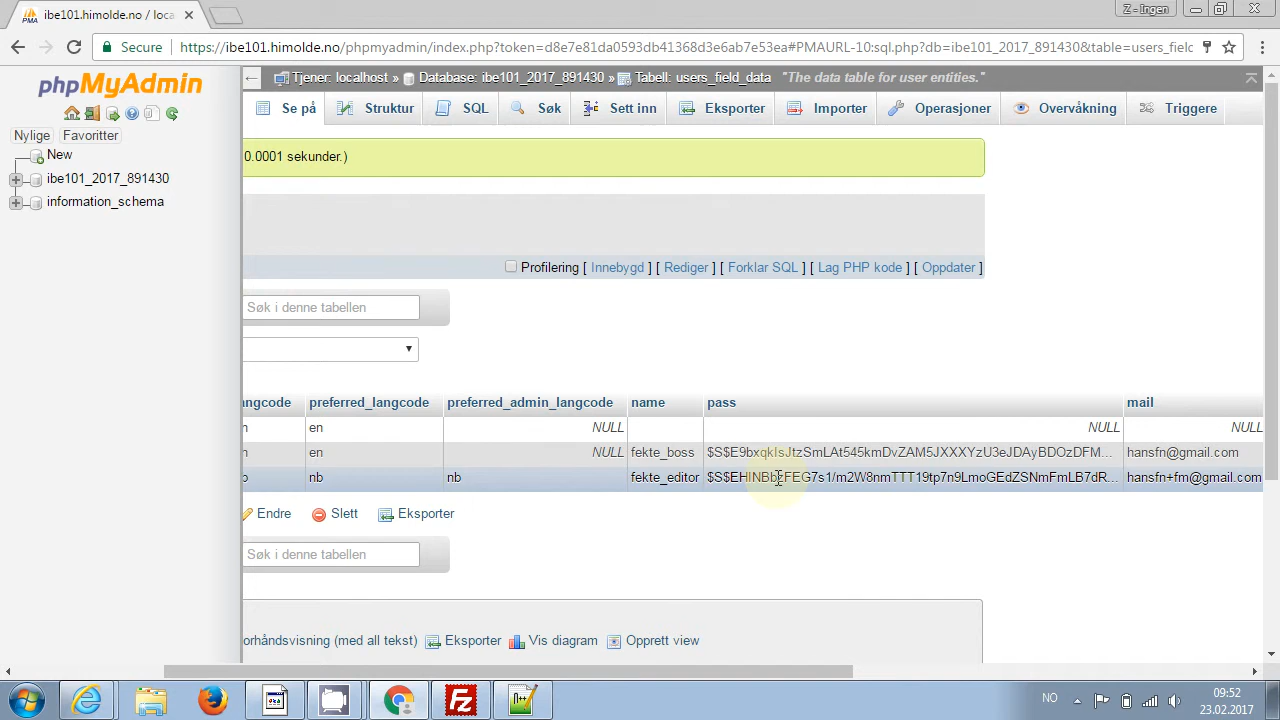 ibe101.himolde.no / loca
Z - Ingen
Secure
https://ibe101.himolde.no/phpmyadmin/index.php?token=d8e7e81da0593db41368d3e6ab7e53fa#PMAURL-10:sql.php?db=ibe101_2017_891430&table=users_field
phpMyAdmin
Tjener: localhost » Database: ibe101_2017_891430 » Tabell: users_field_data "The data table for user entities."
Se på Struktur SQL Søk Sett inn Eksporter Importer Operasjoner Overvåkning Triggere
Nylige Favoritter
New
ibe101_2017_891430
information_schema
0.0001 sekunder.)
Profilering [ Innebygd ] [ Rediger ] [ Forklar SQL ] [ Lag PHP kode ] [ Oppdater ]
Søk i denne tabellen
ngcode preferred_langcode preferred_admin_langcode name pass mail
en NULL NULL
en NULL fekte_boss $S$E9bxqkIsJtzSmLAt545kmDvZAM5JXXXYzU3eJDAyBDOzDFM... hansfn@gmail.com
nb nb fekte_editor hansfn+fm@gmail.com
Endre Slett Eksporter
Søk i denne tabellen
orhåndsvisning (med all tekst) Eksporter Vis diagram Opprett view
NO
09:52
23.02.2017